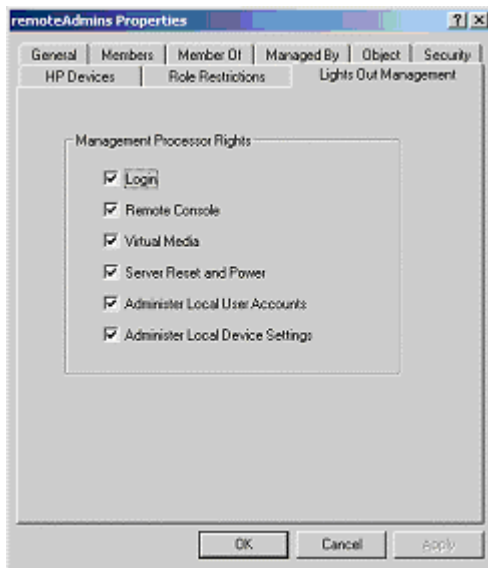 remoteAdmins Properties
General Members Member Of Managed By Object Security
HP Devices Role Restrictions Lights Out Management
Management Processor Rights
Login
Remote Console
Virtual Media
Server Reset and Power
Administer Local User Accounts
Administer Local Device Settings
OK Cancel Apply